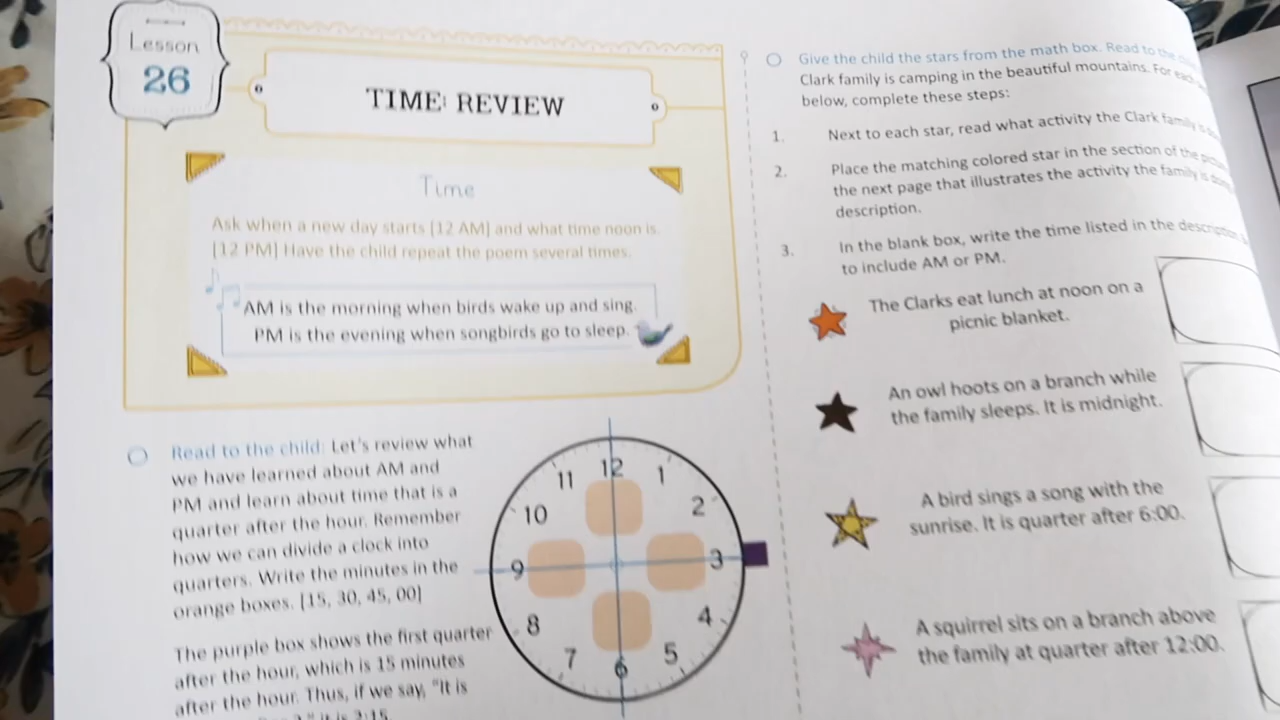 Lesson
26
TIME: REVIEW
Time
Ask when a new day starts [12 AM] and what time noon is.
[12 PM] Have the child repeat the poem several times.
AM is the morning when birds wake up and sing.
PM is the evening when songbirds go to sleep.
Read to the child: Let's review what
we have learned about AM and
PM and learn about time that is a
quarter after the hour. Remember
how we can divide a clock into
quarters. Write the minutes in the
orange boxes. [15, 30, 45, 00]
The purple box shows the first quarter
after the hour, which is 15 minutes
after the hour. Thus, if we say, "It is
it is 3:15
12
1
2
3
4
5
6
7
8
9
10
11
Give the child the stars from the math box. Read to the
Clark family is camping in the beautiful mountains. For each
below, complete these steps:
1. Next to each star, read what activity the Clark family is
2. Place the matching colored star in the section of the
the next page that illustrates the activity the family is doing
description.
3. In the blank box, write the time listed in the description
to include AM or PM.
The Clarks eat lunch at noon on a
picnic blanket.
An owl hoots on a branch while
the family sleeps. It is midnight.
A bird sings a song with the
sunrise. It is quarter after 6:00.
A squirrel sits on a branch above
the family at quarter after 12:00.